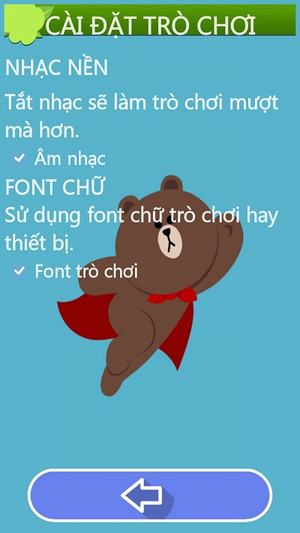 CÀI ĐẶT TRÒ CHƠI
NHẠC NỀN
Tắt nhạc sẽ làm trò chơi mượt
mà hơn.
Âm nhạc
FONT CHỮ
Sử dụng font chữ trò chơi hay
thiết bị.
Font trò chơi